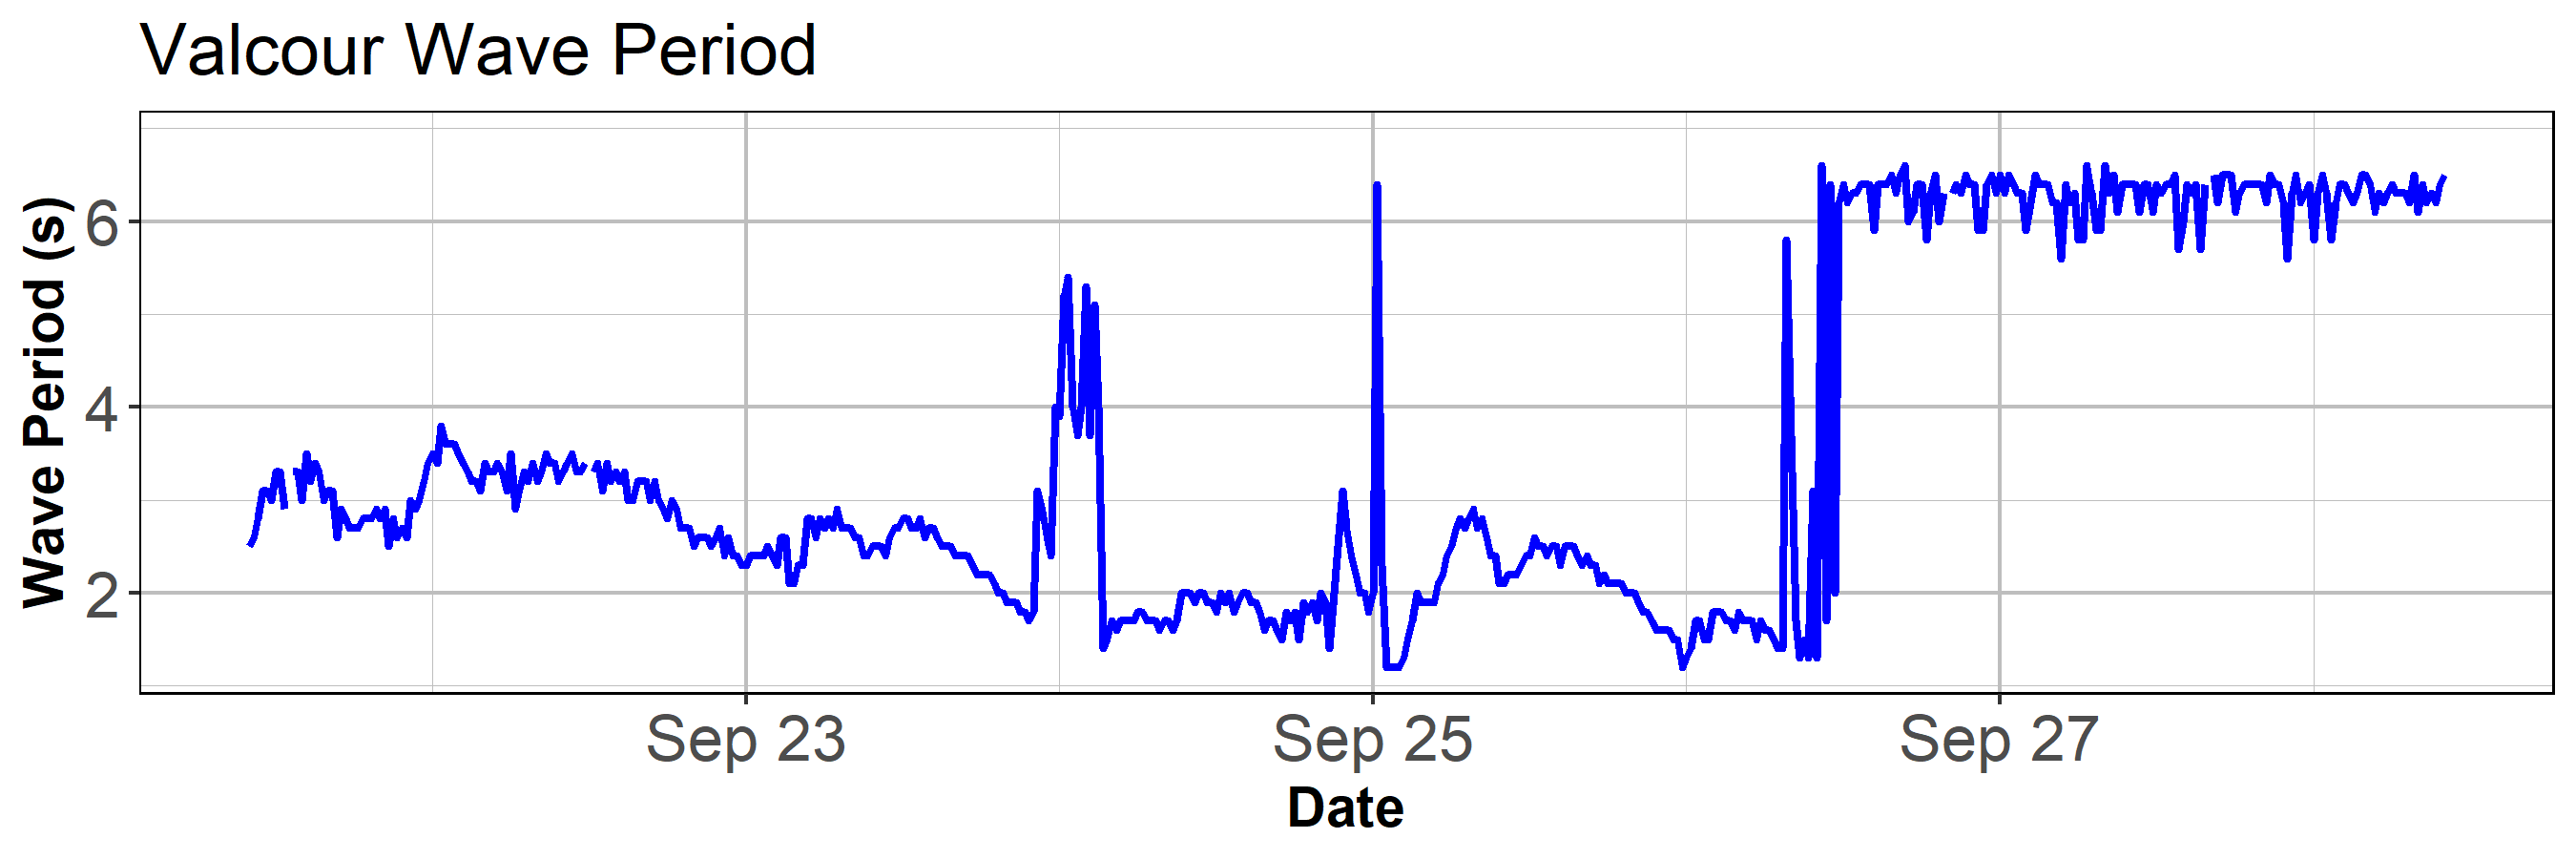 Valcour Wave Period
Wave Period (s)
6
4
2
Sep 23
Sep 25
Sep 27
Date